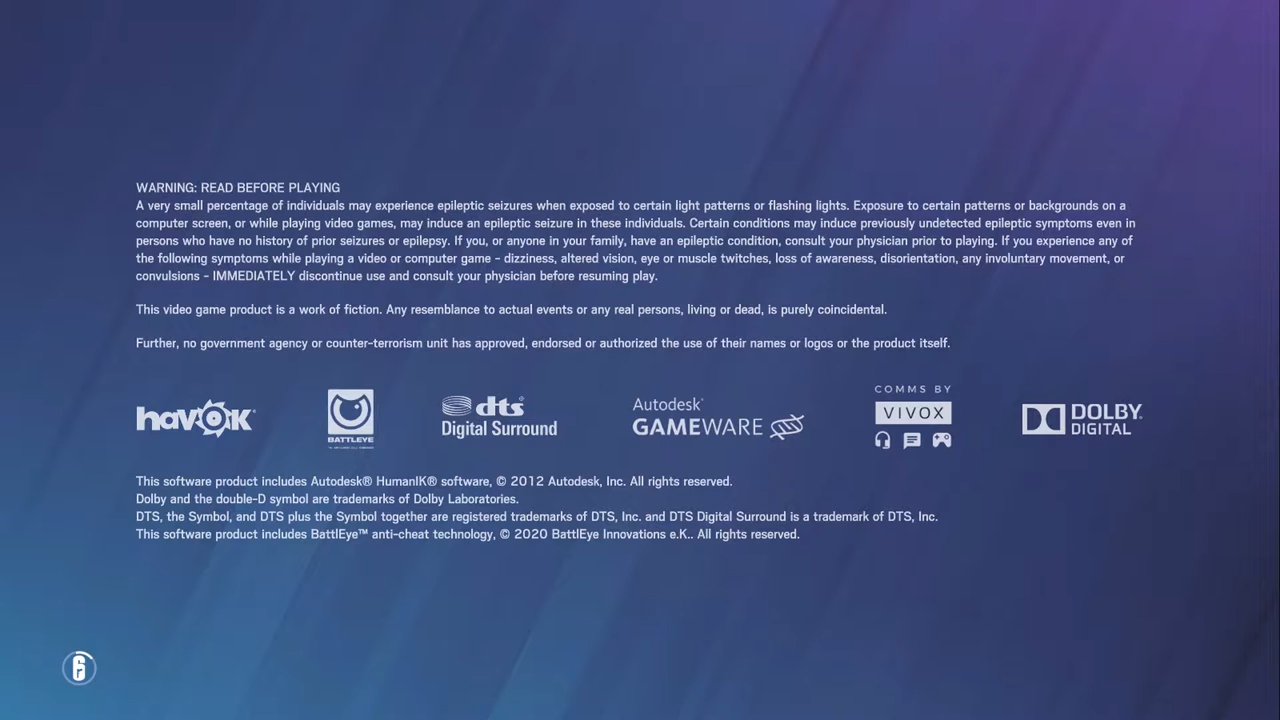 WARNING: READ BEFORE PLAYING
A very small percentage of individuals may experience epileptic seizures when exposed to certain light patterns or flashing lights. Exposure to certain patterns or backgrounds on a
computer screen, or while playing video games, may induce an epileptic seizure in these individuals. Certain conditions may induce previously undetected epileptic symptoms even in
persons who have no history of prior seizures or epilepsy. If you, or anyone in your family, have an epileptic condition, consult your physician prior to playing. If you experience any of
the following symptoms while playing a video or computer game - dizziness, altered vision, eye or muscle twitches, loss of awareness, disorientation, any involuntary movement, or
convulsions - IMMEDIATELY discontinue use and consult your physician before resuming play.
This video game product is a work of fiction. Any resemblance to actual events or any real persons, living or dead, is purely coincidental.
Further, no government agency or counter-terrorism unit has approved, endorsed or authorized the use of their names or logos or the product itself.
havok
BATTLEYE
dts
Digital Surround
Autodesk®
GAMEWARE
COMMS BY
VIVOX
DOLBY®
DIGITAL
This software product includes Autodesk® HumanIK® software, © 2012 Autodesk, Inc. All rights reserved.
Dolby and the double-D symbol are trademarks of Dolby Laboratories.
DTS, the Symbol, and DTS plus the Symbol together are registered trademarks of DTS, Inc. and DTS Digital Surround is a trademark of DTS, Inc.
This software product includes BattlEye™ anti-cheat technology, © 2020 BattlEye Innovations e.K.. All rights reserved.
6